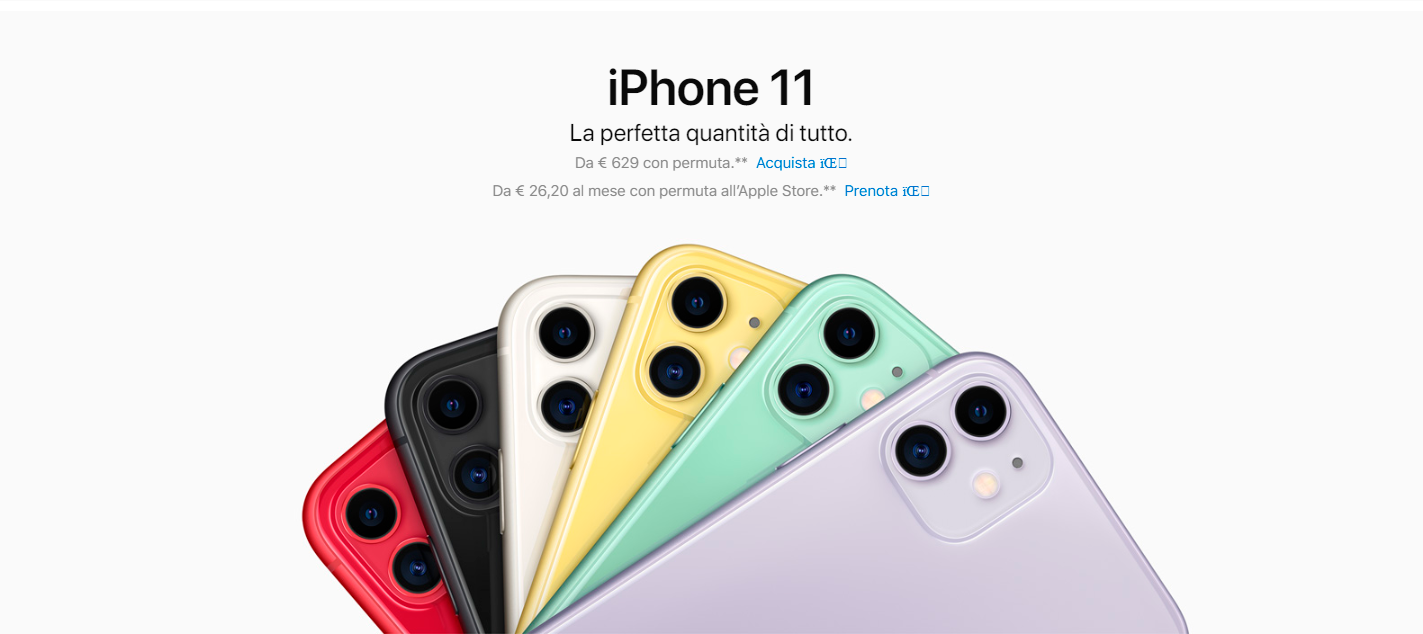 iPhone 11
La perfetta quantità di tutto.
Da € 629 con permuta.** Acquista ïŒ□
Da € 26,20 al mese con permuta all’Apple Store.** Prenota ïŒ□